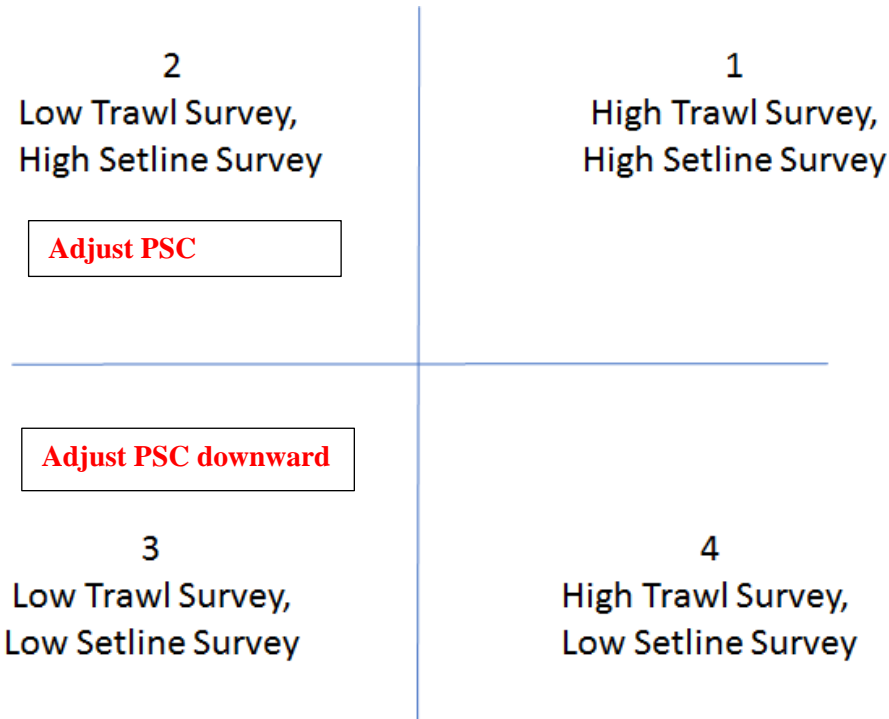 2
Low Trawl Survey,
High Setline Survey
Adjust PSC
1
High Trawl Survey,
High Setline Survey
Adjust PSC downward
3
Low Trawl Survey,
Low Setline Survey
4
High Trawl Survey,
Low Setline Survey